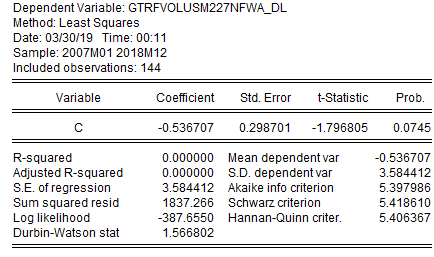 Dependent Variable: GTRFVOLUSM227NFWA_DL
Method: Least Squares
Date: 03/30/19 Time: 00:11
Sample: 2007M01 2018M12
Included observations: 144
Variable Coefficient Std. Error t-Statistic Prob.
C -0.536707 0.298701 -1.796805 0.0745
R-squared 0.000000 Mean dependent var -0.536707
Adjusted R-squared 0.000000 S.D. dependent var 3.584412
S.E. of regression 3.584412 Akaike info criterion 5.397986
Sum squared resid 1837.266 Schwarz criterion 5.418610
Log likelihood -387.6550 Hannan-Quinn criter. 5.406367
Durbin-Watson stat 1.566802